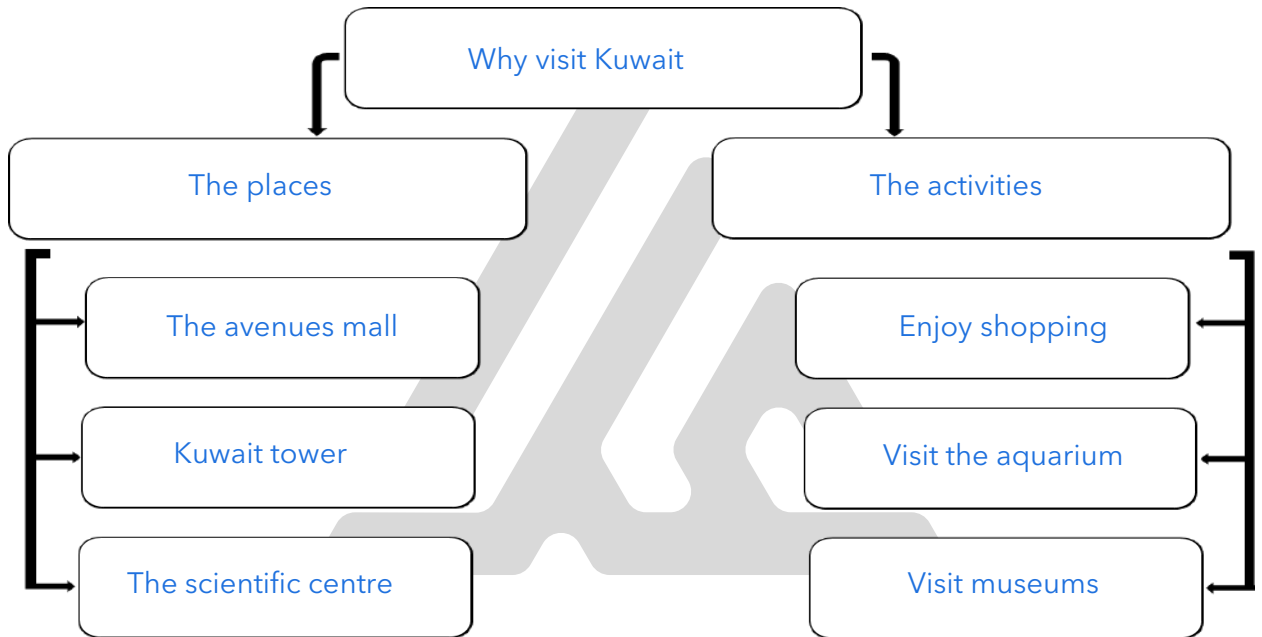 Why visit Kuwait
The places
The activities
The avenues mall
Enjoy shopping
Kuwait tower
Visit the aquarium
The scientific centre
Visit museums